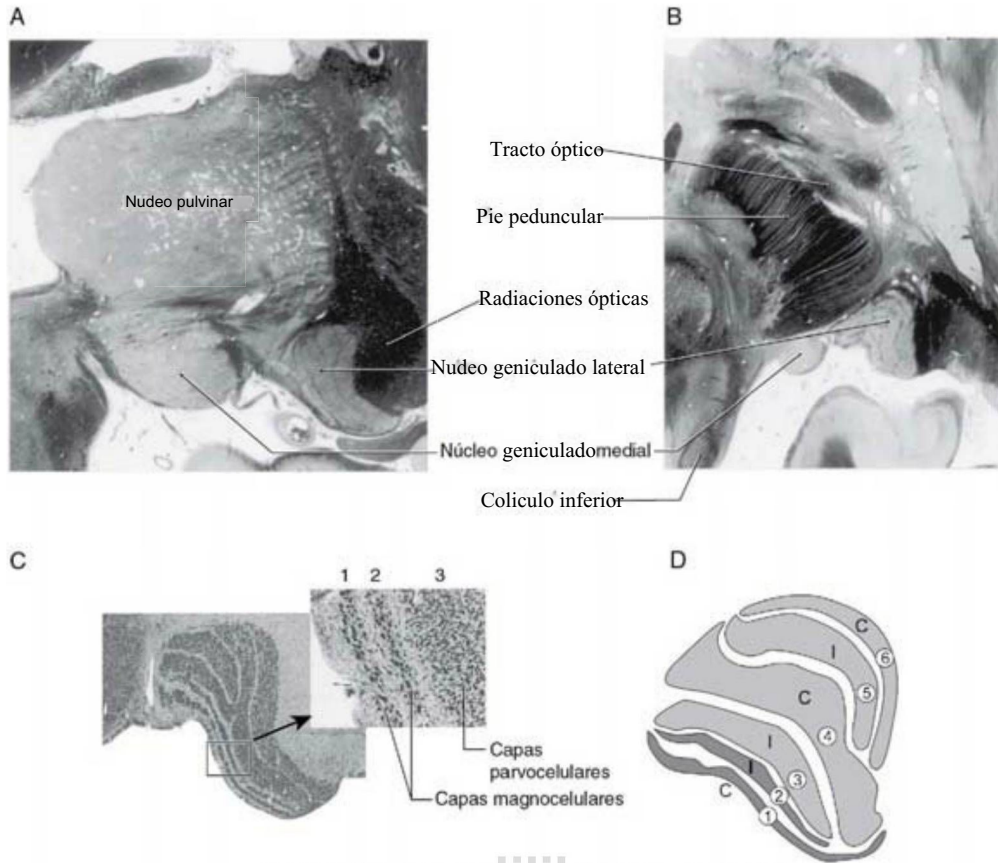 A
B
Nudeo pulvinar
Tracto óptico
Pie peduncular
Radiaciones ópticas
Nudeo geniculado lateral
Núcleo geniculadomedial
Coliculo inferior
C
D
1 2 3
Capas
parvocelulares
Capas magnocelulares
C
I
6
5
C
4
I
3
I
2
C
1